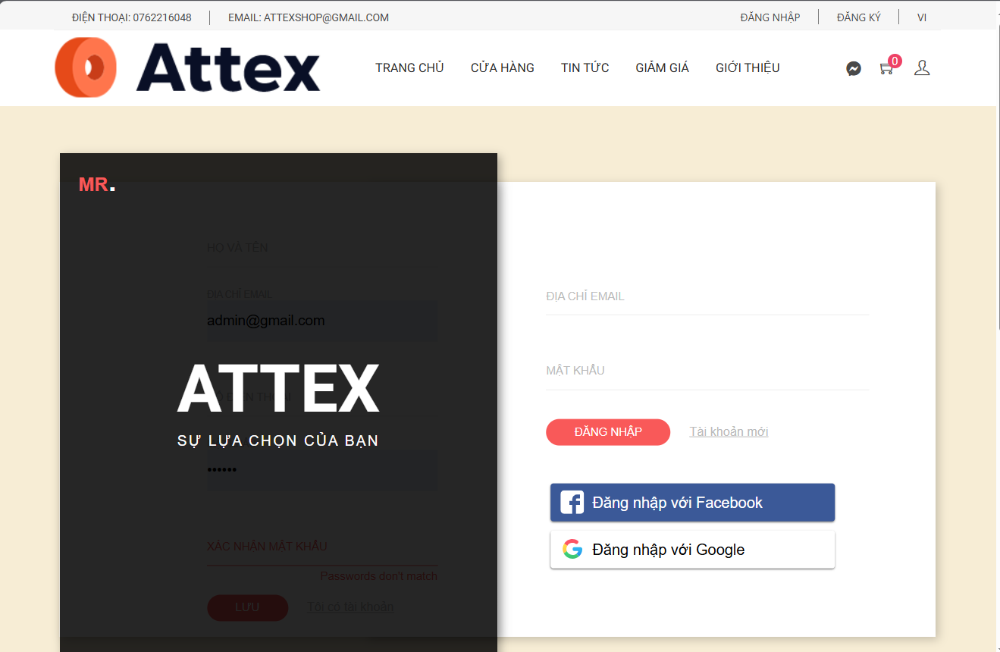 ĐIỆN THOẠI: 0762216048 EMAIL: ATTEXSHOP@GMAIL.COM ĐĂNG NHẬP ĐĂNG KÝ VI
Attex TRANG CHỦ CỬA HÀNG TIN TỨC GIẢM GIÁ GIỚI THIỆU 0
MR.
HỌ VÀ TÊN
ĐỊA CHỈ EMAIL
admin@gmail.com
ATTEX
SỐ ĐIỆN THOẠI
SỰ LỰA CHỌN CỦA BẠN
••••••
XÁC NHẬN MẬT KHẨU
Passwords don't match
LƯU Tôi có tài khoản
ĐỊA CHỈ EMAIL
MẬT KHẨU
ĐĂNG NHẬP Tài khoản mới
Đăng nhập với Facebook
Đăng nhập với Google